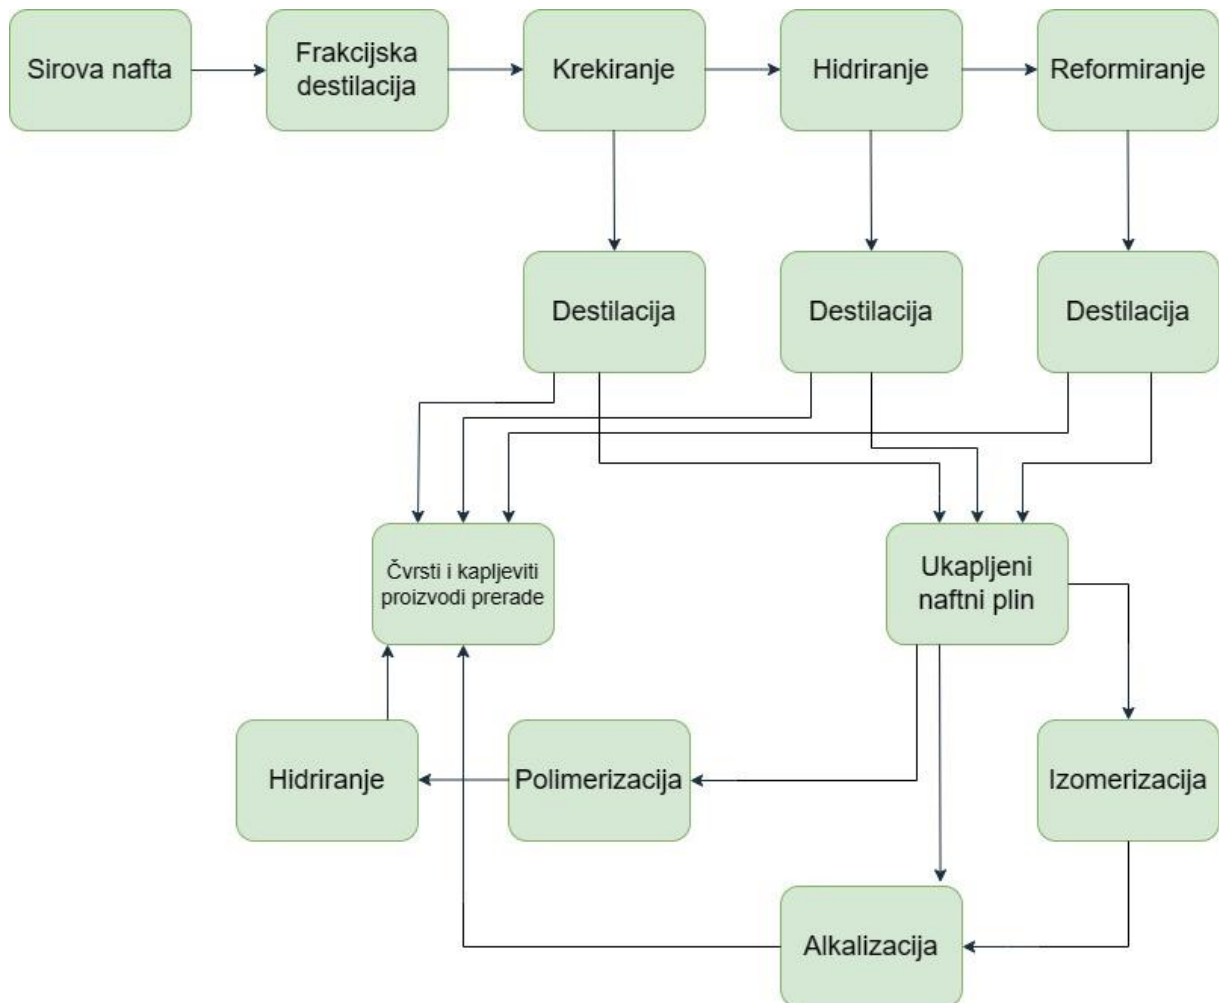 Sirova nafta
Frakcijska
destilacija
Krekiranje
Hidriranje
Reformiranje
Destilacija
Destilacija
Destilacija
Čvrsti i kapljeviti
proizvodi prerade
Ukapljeni
naftni plin
Hidriranje
Polimerizacija
Izomerizacija
Alkalizacija